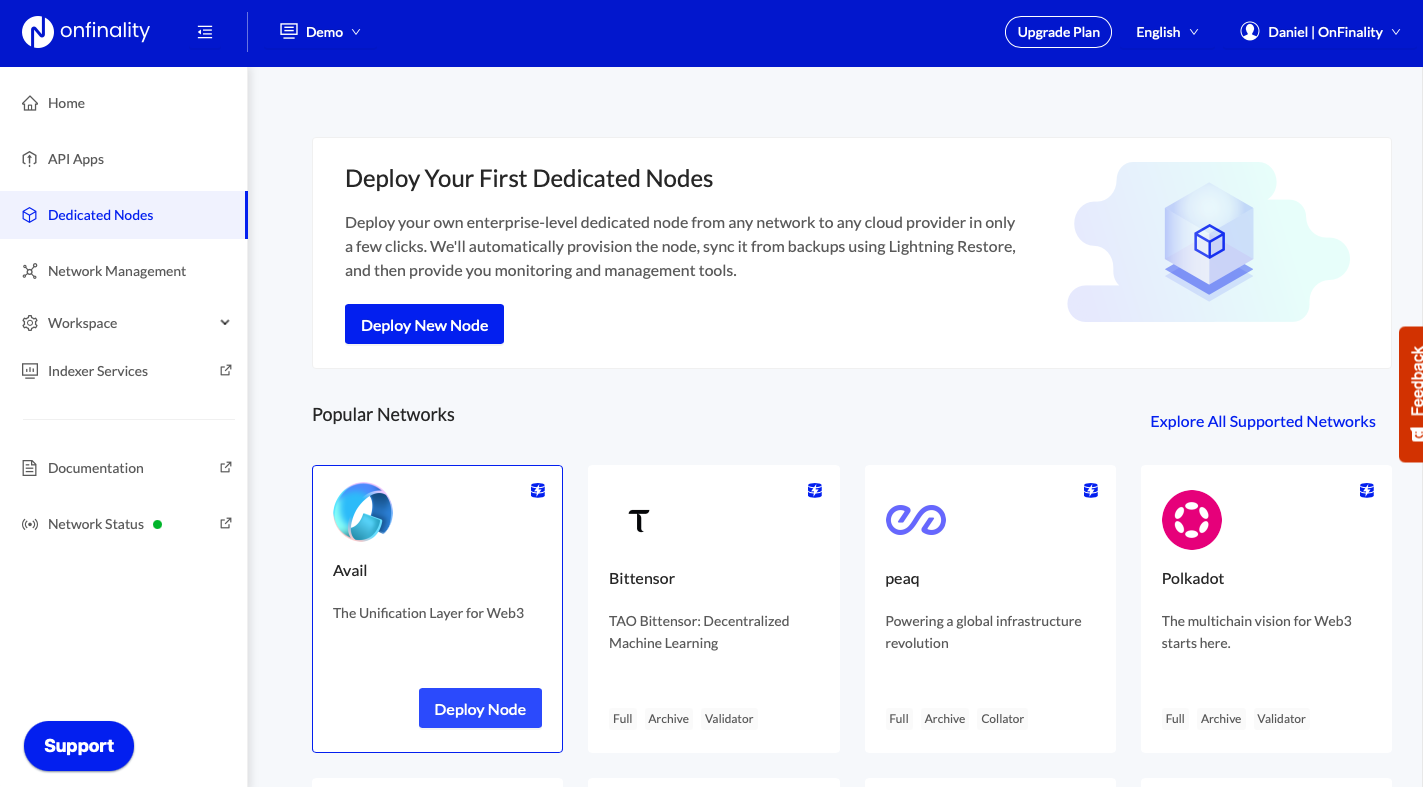 onfinality
Demo
Upgrade Plan
English
Daniel | OnFinality
Home
API Apps
Dedicated Nodes
Network Management
Workspace
Indexer Services
Documentation
Network Status
Support
Deploy Your First Dedicated Nodes
Deploy your own enterprise-level dedicated node from any network to any cloud provider in only
a few clicks. We'll automatically provision the node, sync it from backups using Lightning Restore,
and then provide you monitoring and management tools.
Deploy New Node
Feedback
Popular Networks
Explore All Supported Networks
Avail
The Unification Layer for Web3
Deploy Node
Bittensor
TAO Bittensor: Decentralized
Machine Learning
Full Archive Validator
peaq
Powering a global infrastructure
revolution
Full Archive Collator
Polkadot
The multichain vision for Web3
starts here.
Full Archive Validator